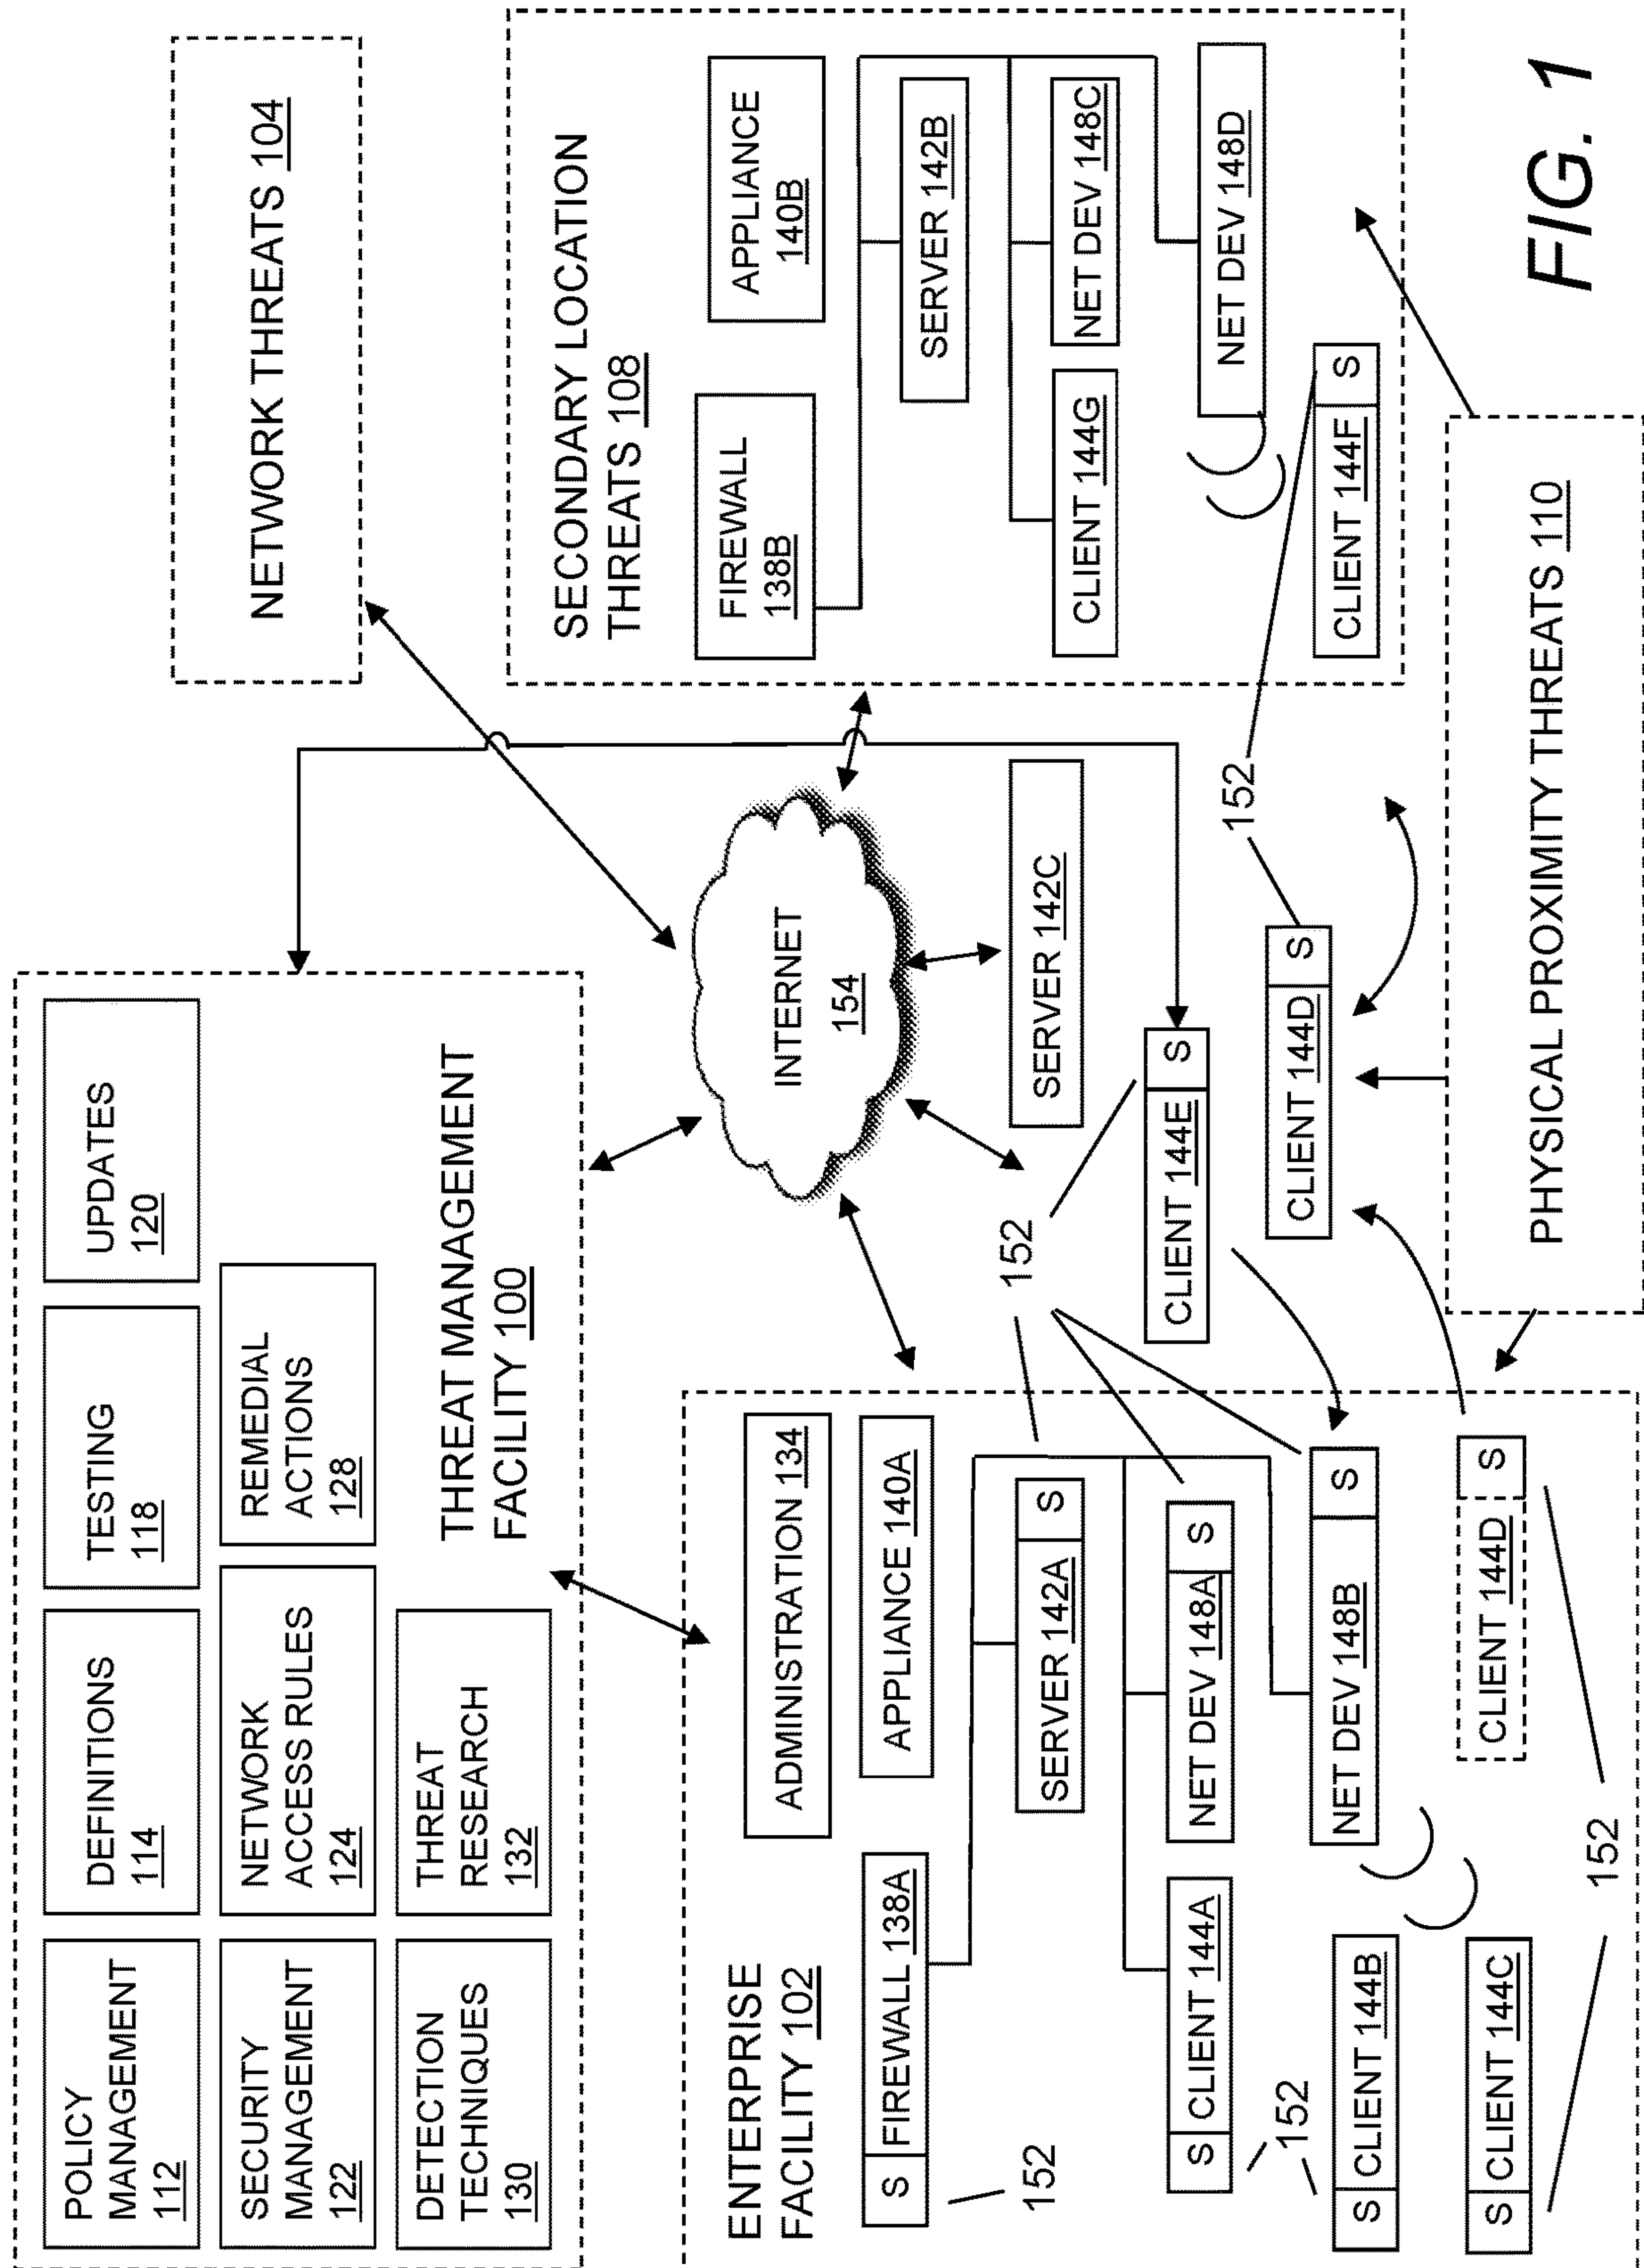 POLICY
MANAGEMENT
112
DEFINITIONS
114
TESTING
118
UPDATES
120
SECURITY
MANAGEMENT
122
NETWORK
ACCESS RULES
124
REMEDIAL
ACTIONS
128
DETECTION
TECHNIQUES
130
THREAT
RESEARCH
132
THREAT MANAGEMENT
FACILITY 100
NETWORK THREATS 104
INTERNET
154
SERVER 142C
SECONDARY LOCATION
THREATS 108
FIREWALL
138B
APPLIANCE
140B
SERVER 142B
CLIENT 144G
NET DEV 148C
NET DEV 148D
CLIENT 144F
S
152
ENTERPRISE
FACILITY 102
ADMINISTRATION 134
S
FIREWALL 138A
APPLIANCE 140A
152
SERVER 142A
S
152
S
CLIENT 144A
NET DEV 148A
S
CLIENT 144E
S
152
S
CLIENT 144B
NET DEV 148B
S
CLIENT 144D
S
S
CLIENT 144C
CLIENT 144D
S
152
PHYSICAL PROXIMITY THREATS 110
FIG. 1